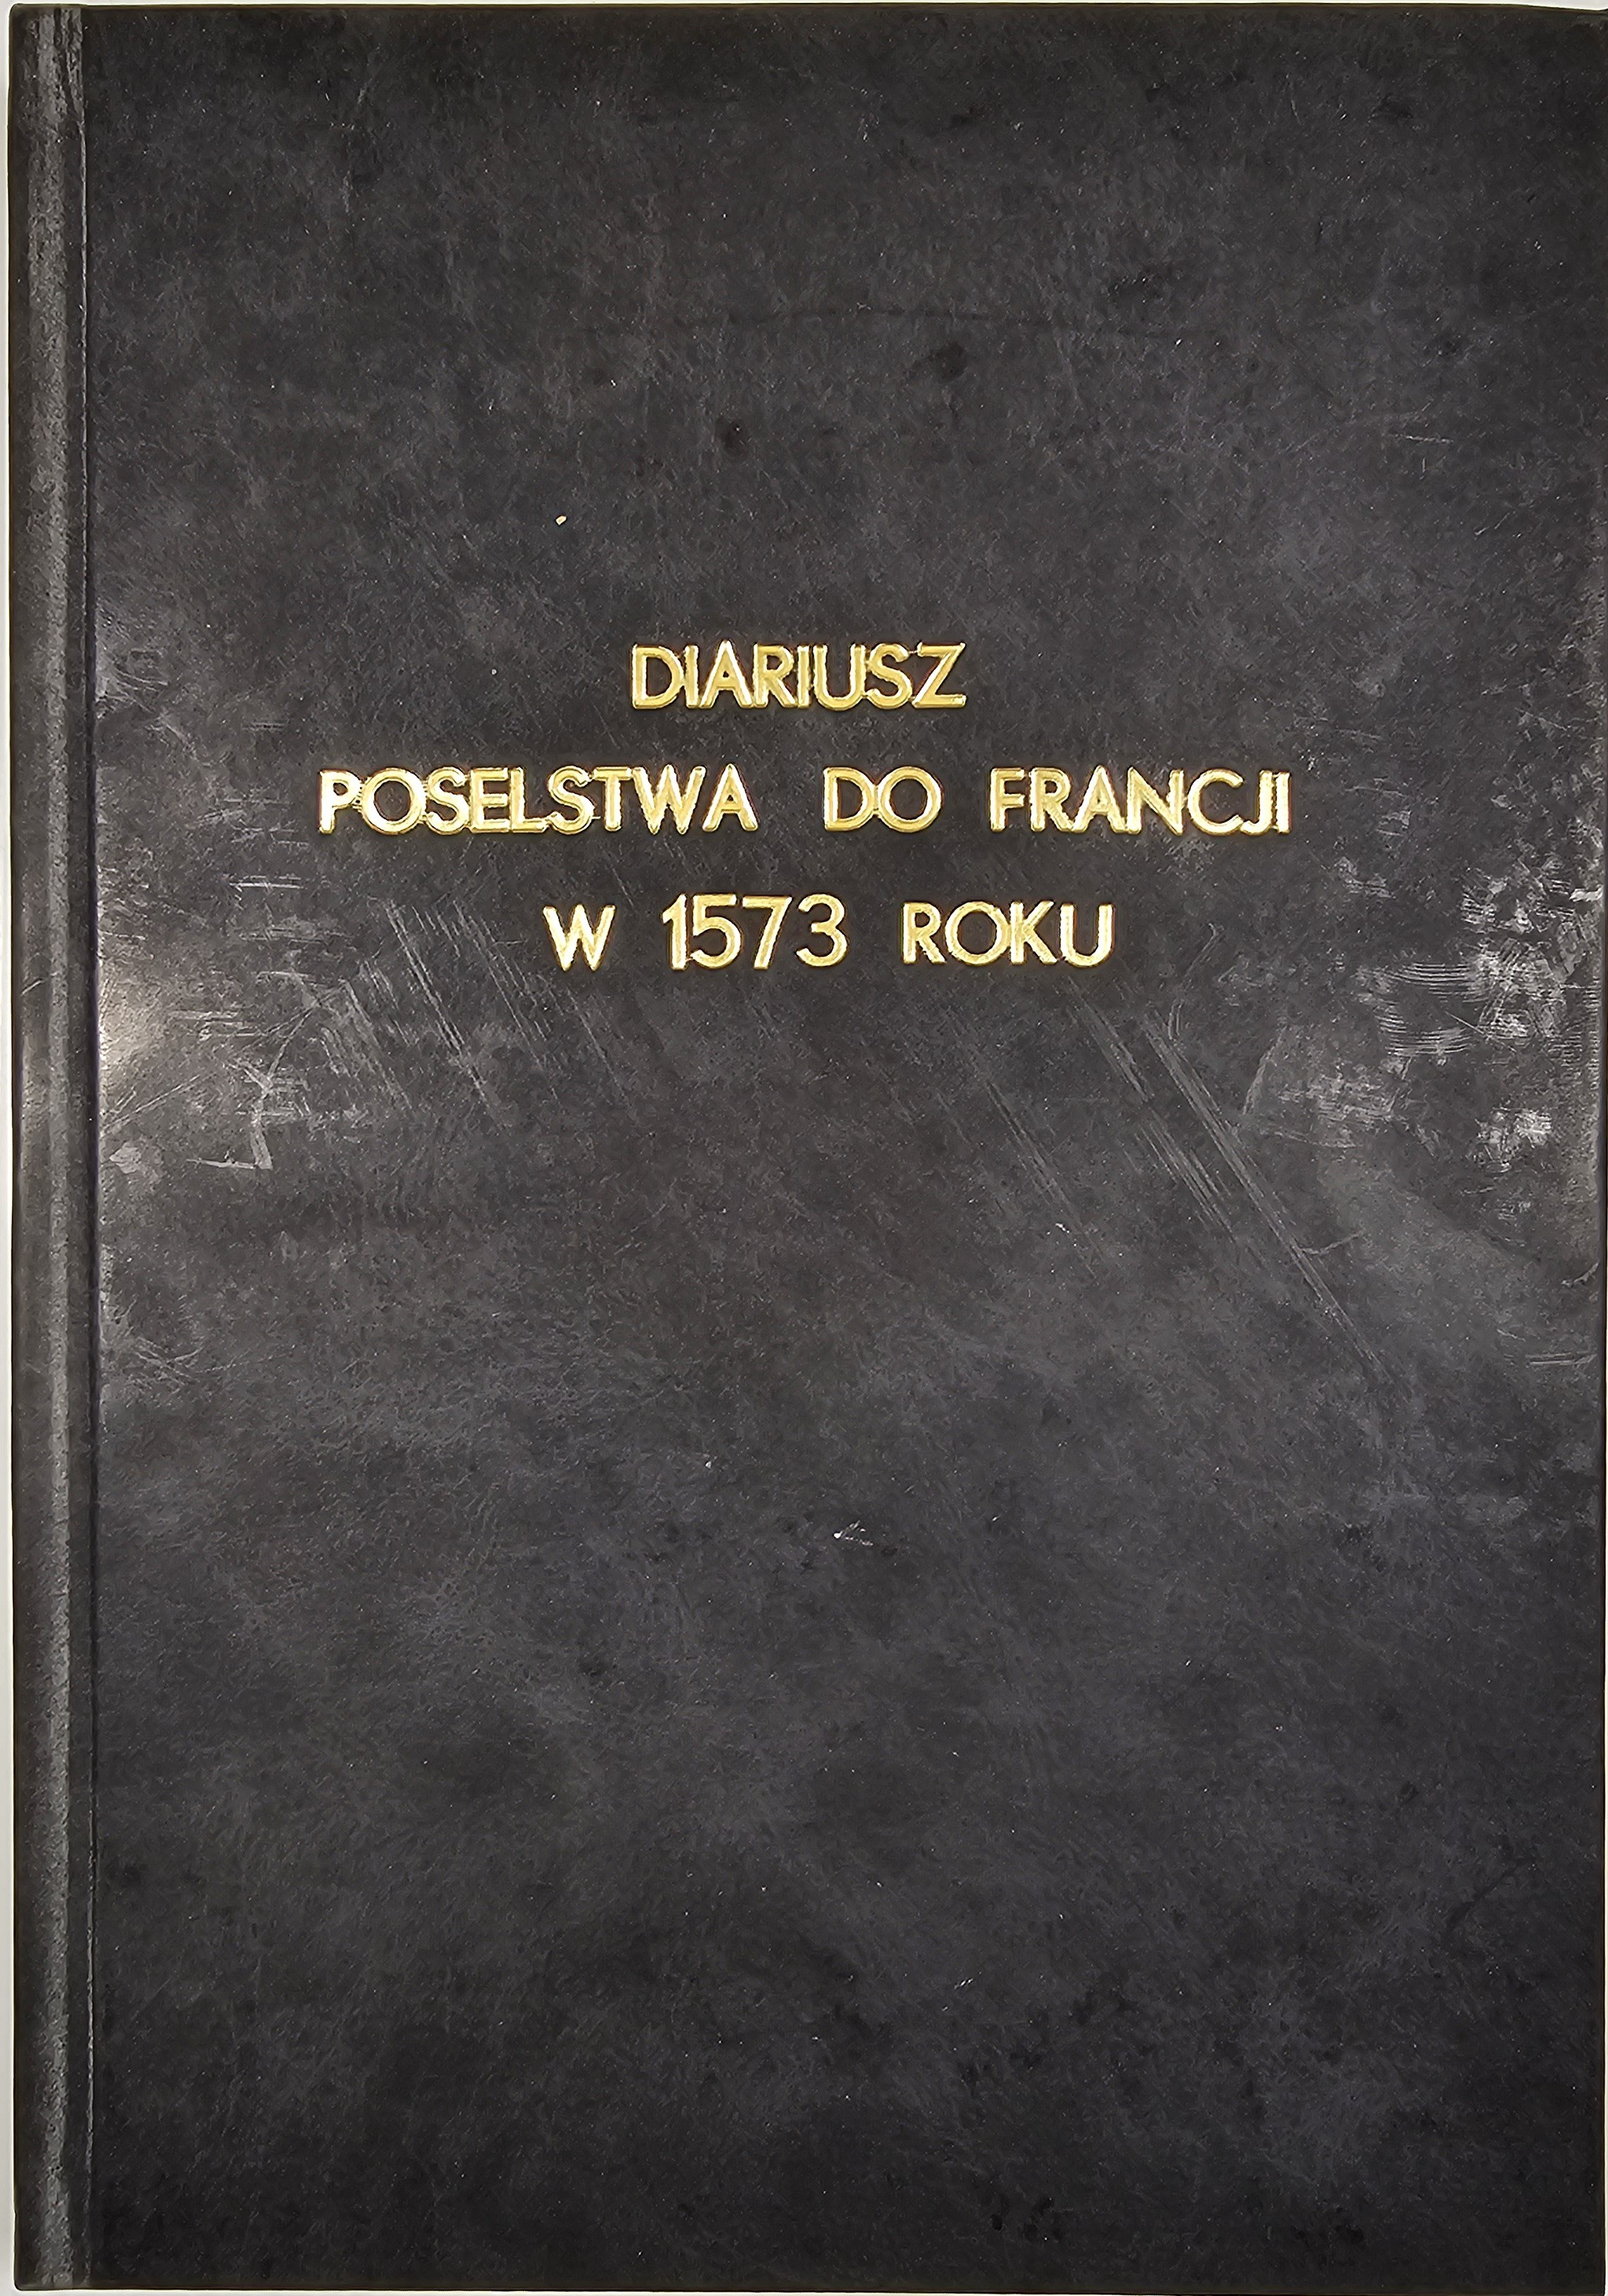 DIARIUSZ
POSELSTWA DO FRANCJI
W 1573 ROKU